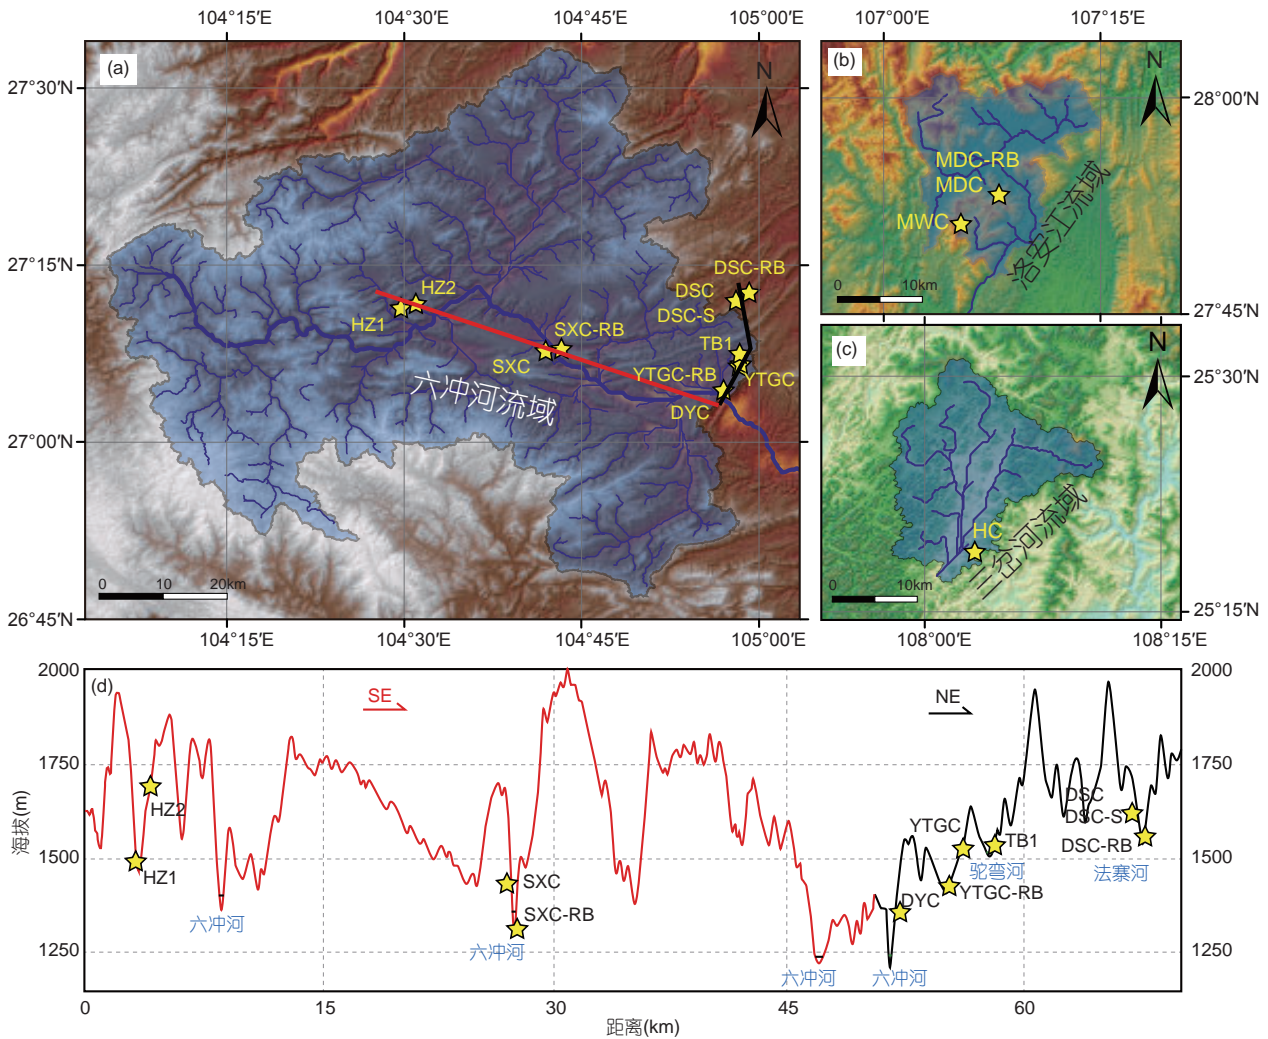 104°15′E 104°30′E 104°45′E 105°00′E 107°00′E 107°15′E
(a)
N
27°30′N
27°15′N
27°00′N
26°45′N
HZ2
HZ1
SXC-RB
SXC
DSC-RB
DSC
DSC-S
TB1
YTGC-RB
YTGC
DYC
六冲河流域
0 10 20km
104°15′E 104°30′E 104°45′E 105°00′E
(b)
N
28°00′N
27°45′N
MDC-RB
MDC
MWC
洛安江流域
0 10km
(c)
N
25°30′N
25°15′N
HC
三岔河流域
0 10km
108°00′E 108°15′E
(d)
SE
NE
2000
1750
1500
1250
2000
1750
1500
1250
海拔(m)
HZ2
HZ1
六冲河
SXC
SXC-RB
六冲河
六冲河
六冲河
DYC
YTGC
YTGC-RB
TB1
驼弯河
DSC
DSC-S
DSC-RB
法寨河
0 15 30 45 60
距离(km)